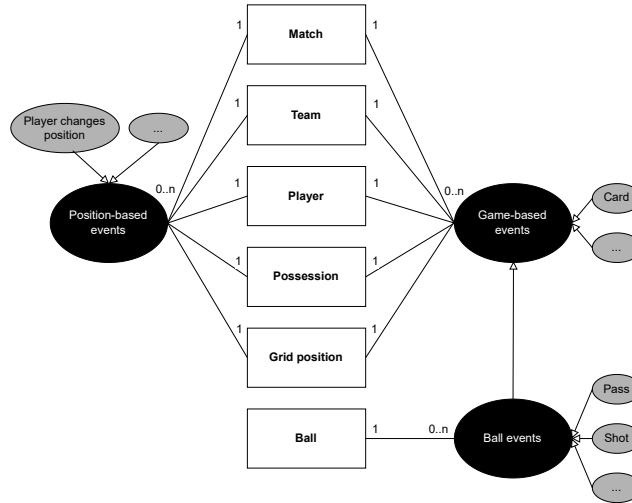 1
Match
1
1
Team
1
Player changes
position
...
0..n
1
Player
1
0..n
Position-based
events
Game-based
events
Card
...
1
Possession
1
1
Grid position
1
Pass
1
0..n
Ball
Ball events
Shot
...